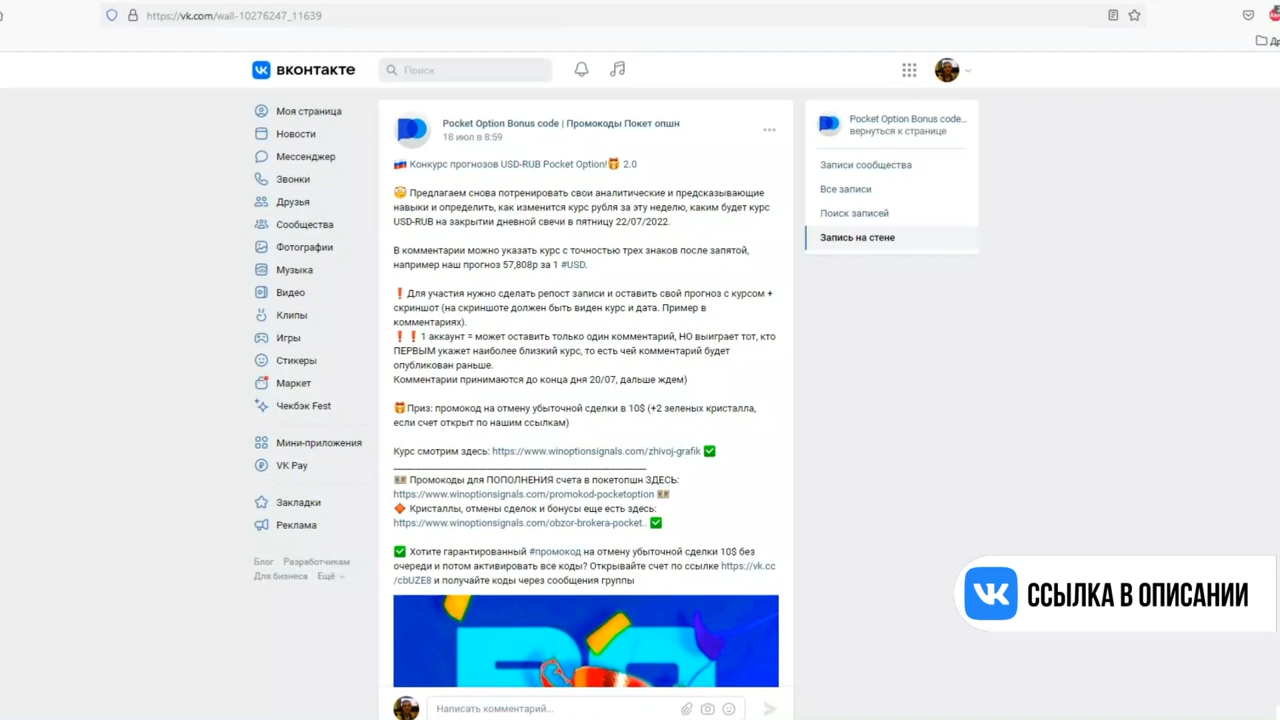 https://vk.com/wall-10276247_11639
вконтакте
Поиск
Моя страница
Новости
Мессенджер
Звонки
Друзья
Сообщества
Фотографии
Музыка
Видео
Клипы
Игры
Стикеры
Маркет
Чекбэк Fest
Мини-приложения
VK Pay
Закладки
Реклама
Блог Разработчикам
Для бизнеса Ещё
Pocket Option Bonus code | Промокоды Покет опшн
18 июл в 8:59
Конкурс прогнозов USD-RUB Pocket Option!🎁 2.0
Предлагаем снова потренировать свои аналитические и предсказывающие
навыки и определить, как изменится курс рубля за эту неделю, каким будет курс
USD-RUB на закрытии дневной свечи в пятницу 22/07/2022.
В комментарии можно указать курс с точностью трех знаков после запятой,
например наш прогноз 57,808р за 1 #USD.
❗ Для участия нужно сделать репост записи и оставить свой прогноз с курсом +
скриншот (на скриншоте должен быть виден курс и дата. Пример в
комментариях).
❗ ❗ 1 аккаунт = может оставить только один комментарий, НО выиграет тот, кто
ПЕРВЫМ укажет наиболее близкий курс, то есть чей комментарий будет
опубликован раньше.
Комментарии принимаются до конца дня 20/07, дальше ждем)
🎁Приз: промокод на отмену убыточной сделки в 10$ (+2 зеленых кристалла,
если счет открыт по нашим ссылкам)
Курс смотрим здесь: https://www.winoptionsignals.com/zhivoj-grafik ✅
Промокоды для ПОПОЛНЕНИЯ счета в покетопшн ЗДЕСЬ:
https://www.winoptionsignals.com/promokod-pocketoption
Кристаллы, отмены сделок и бонусы еще есть здесь:
https://www.winoptionsignals.com/obzor-brokera-pocket.. ✅
✅ Хотите гарантированный #промокод на отмену убыточной сделки 10$ без
очереди и потом активировать все коды? Открывайте счет по ссылке https://vk.cc
/cbUZE8 и получайте коды через сообщения группы
Написать комментарий...
Pocket Option Bonus code...
вернуться к странице
Записи сообщества
Все записи
Поиск записей
Запись на стене
ССЫЛКА В ОПИСАНИИ